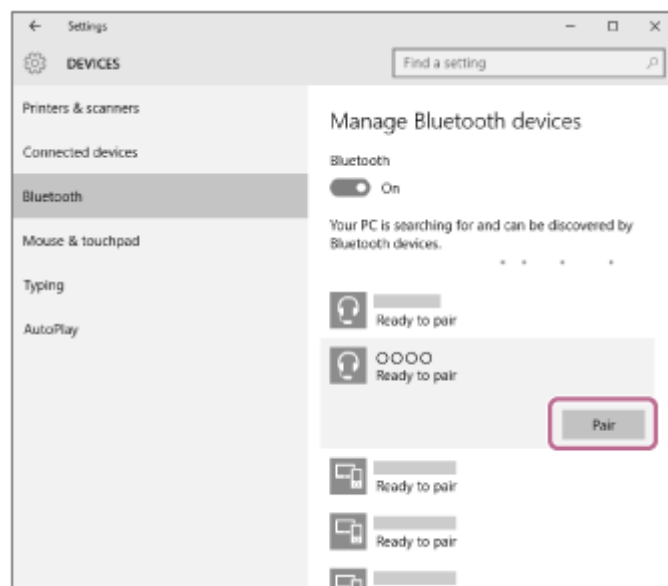 Settings
DEVICES
Find a setting
Printers & scanners
Connected devices
Bluetooth
Mouse & touchpad
Typing
AutoPlay
Manage Bluetooth devices
Bluetooth
On
Your PC is searching for and can be discovered by
Bluetooth devices.
Ready to pair
OOOO
Ready to pair
Pair
Ready to pair
Ready to pair